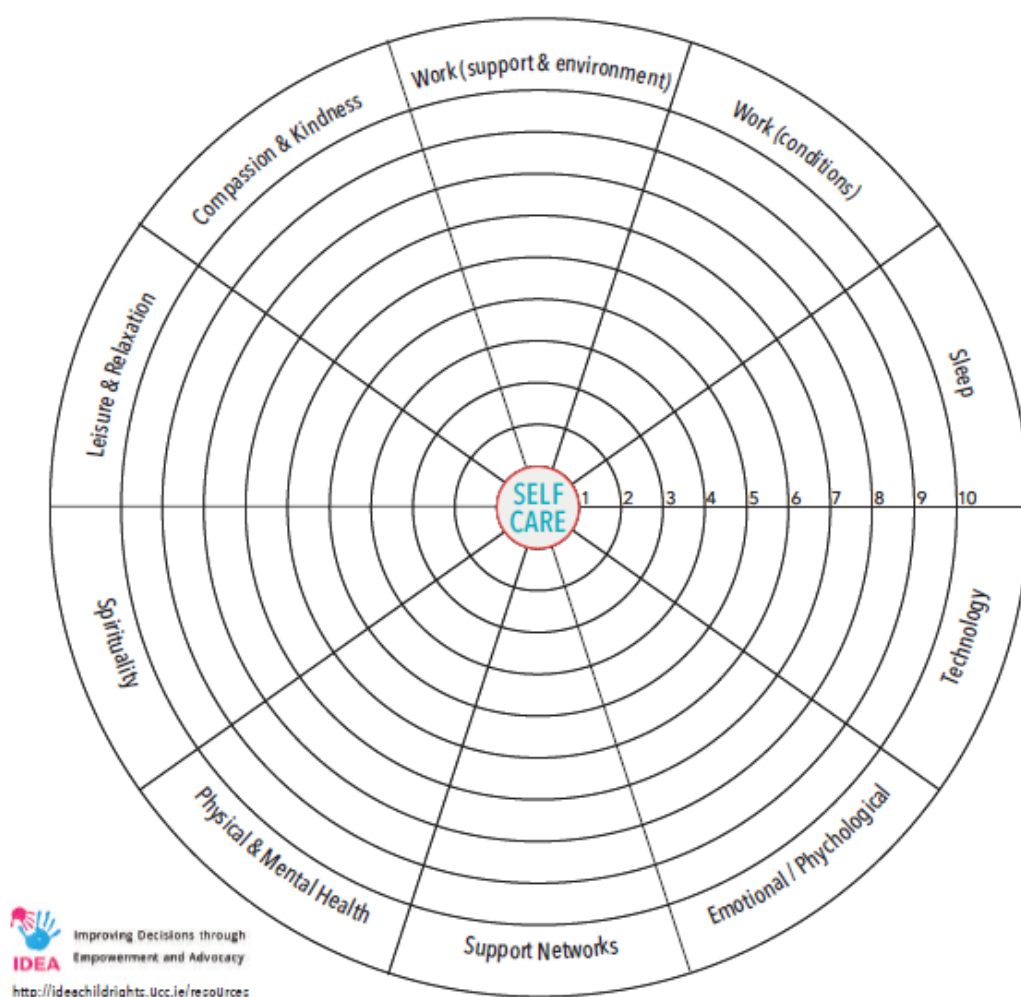 Work (support & environment)
Work (conditions)
Sleep
Technology
Emotional / Phychological
Support Networks
Physical & Mental Health
Spirituality
Leisure & Relaxation
Compassion & Kindness
SELF
CARE
1 2 3 4 5 6 7 8 9 10
IDEA
Improving Decisions through
Empowerment and Advocacy
http://ideachildrights.ucc.ie/resources